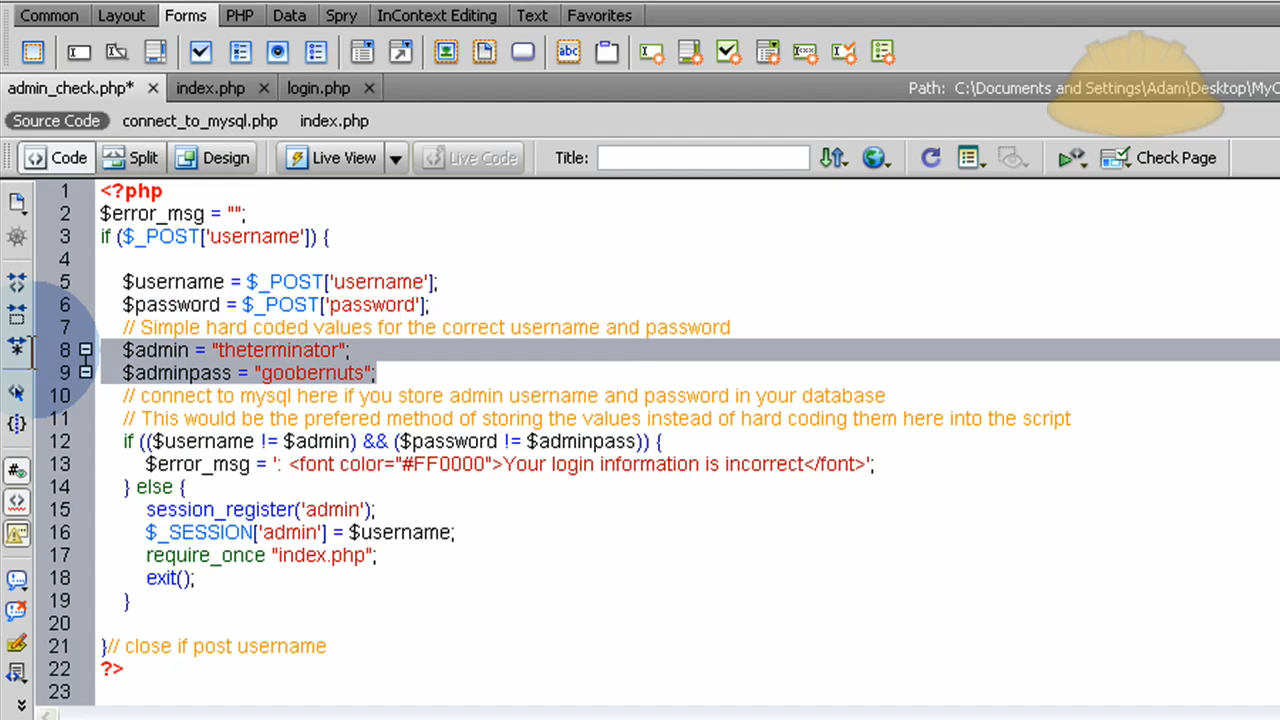 Common Layout Forms PHP Data Spry InContext Editing Text Favorites
admin_check.php* index.php login.php Path: C:\Documents and Settings\Adam\Desktop\MyC
Source Code connect_to_mysql.php index.php
Code Split Design Live View Live Code Title: Check Page
1 <?php
2 $error_msg = "";
3 if ($_POST['username']) {
4
5 $username = $_POST['username'];
6 $password = $_POST['password'];
7 // Simple hard coded values for the correct username and password
8 $admin = "theterminator";
9 $adminpass = "goobernuts";
10 // connect to mysql here if you store admin username and password in your database
11 // This would be the prefered method of storing the values instead of hard coding them here into the script
12 if (($username != $admin) && ($password != $adminpass)) {
13 $error_msg = ': <font color="#FF0000">Your login information is incorrect</font>';
14 } else {
15 session_register('admin');
16 $_SESSION['admin'] = $username;
17 require_once "index.php";
18 exit();
19 }
20
21 }// close if post username
22 ?>
23